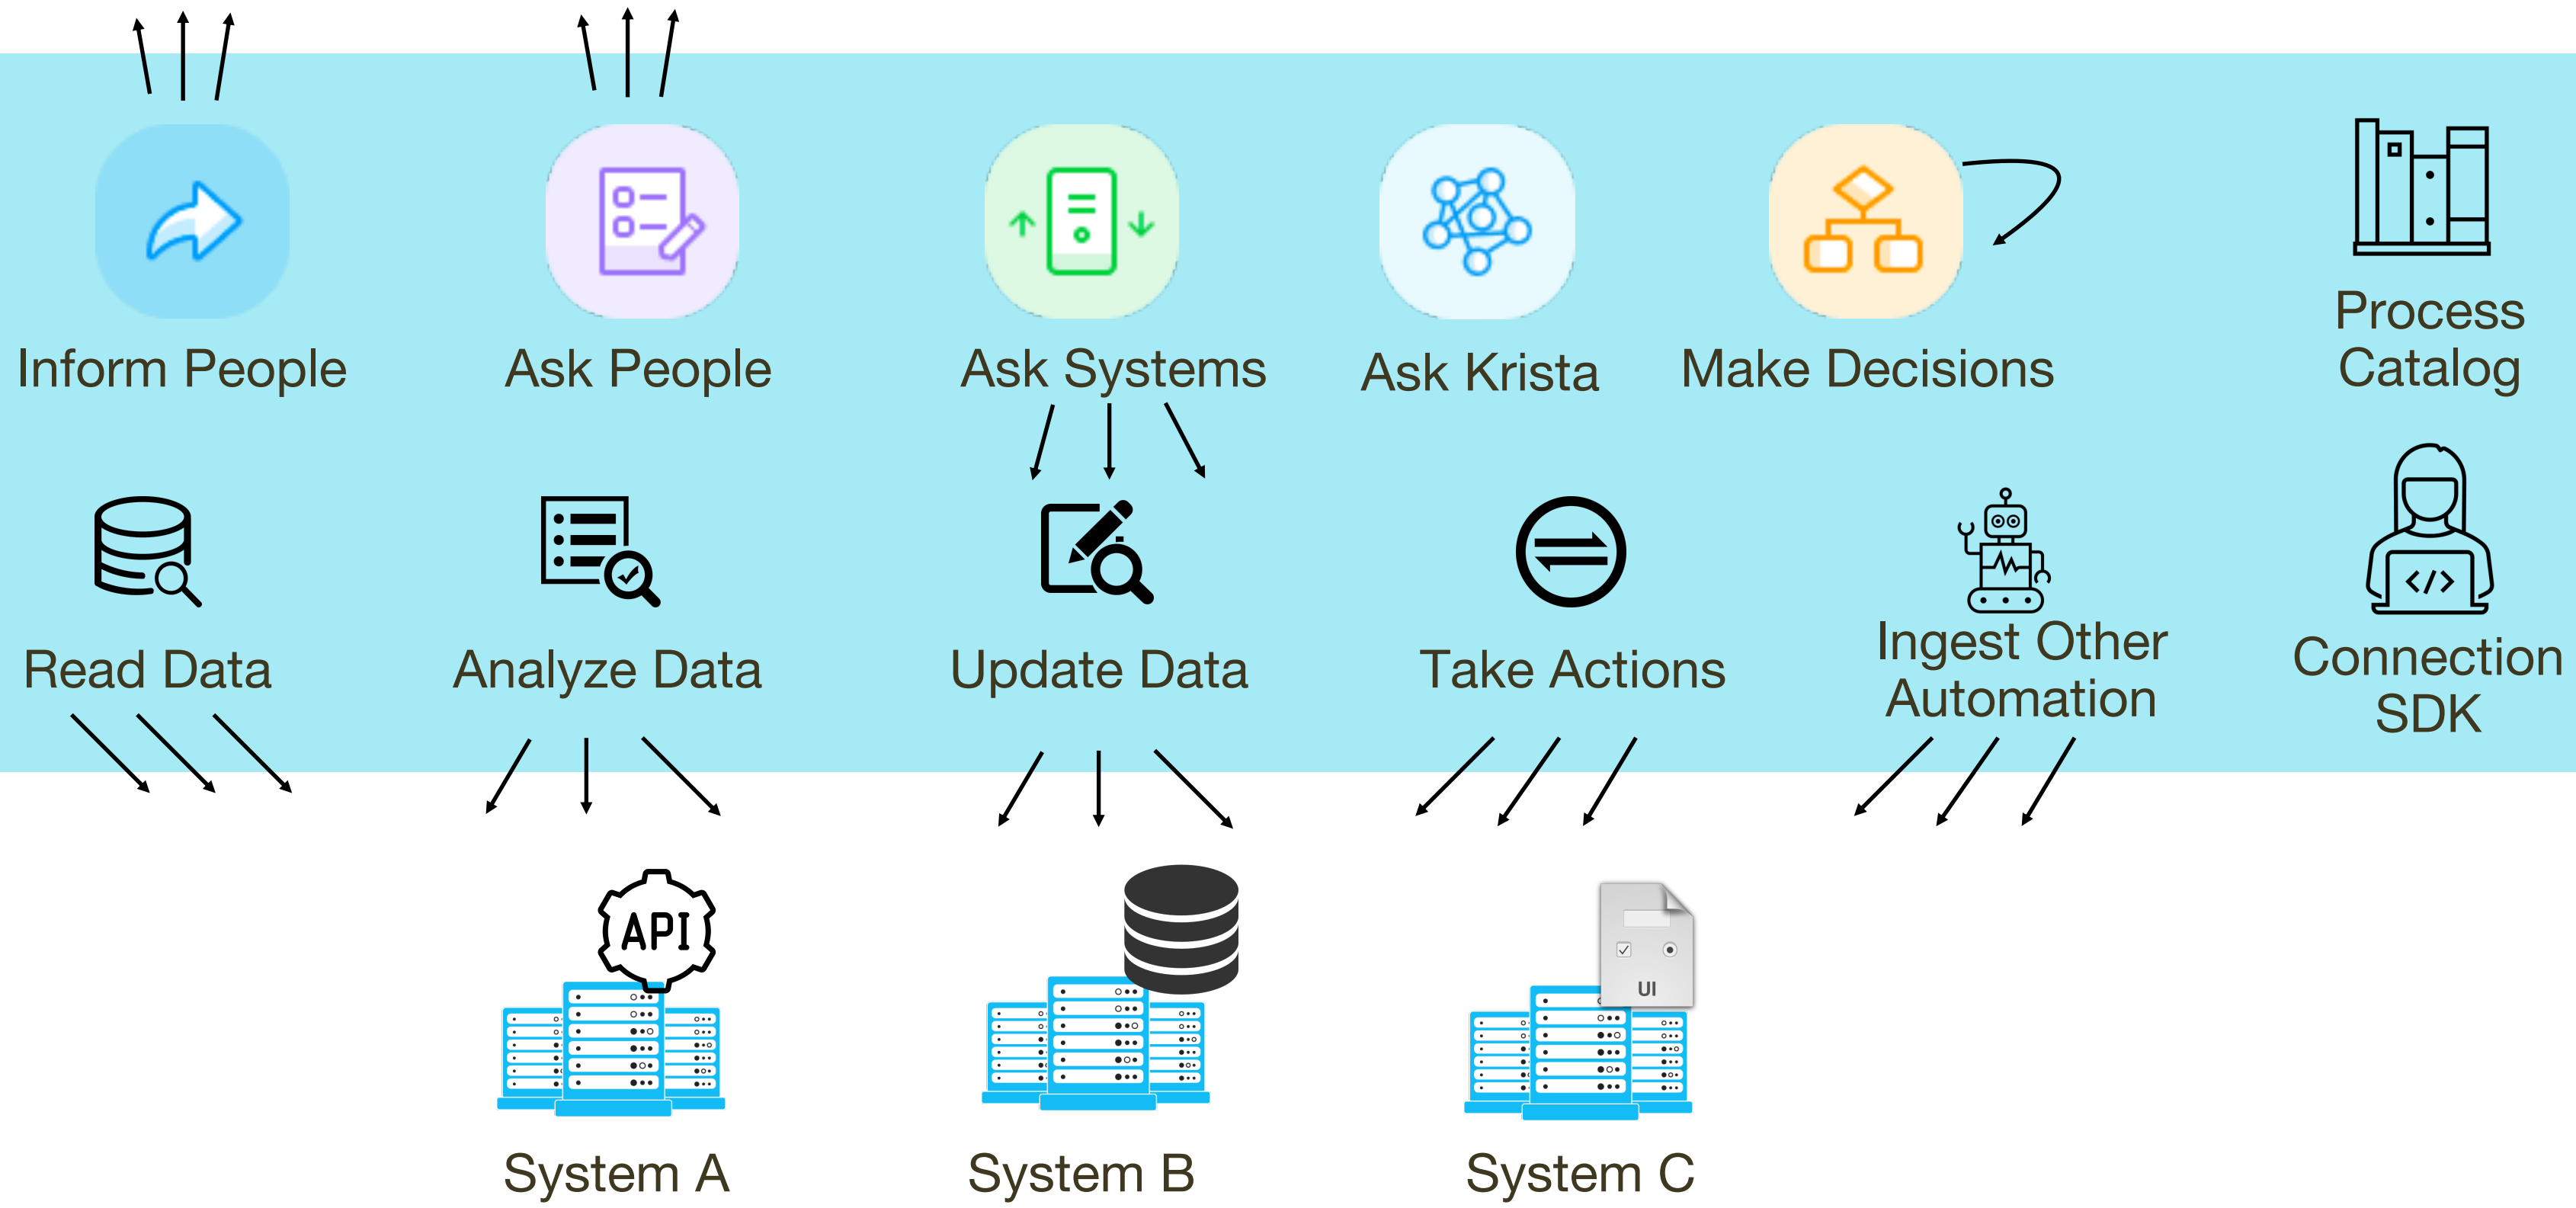 Inform People
Ask People
Ask Systems
Ask Krista
Make Decisions
Process
Catalog
Read Data
Analyze Data
Update Data
Take Actions
Ingest Other
Automation
</>
Connection
SDK
API
UI
System A
System B
System C